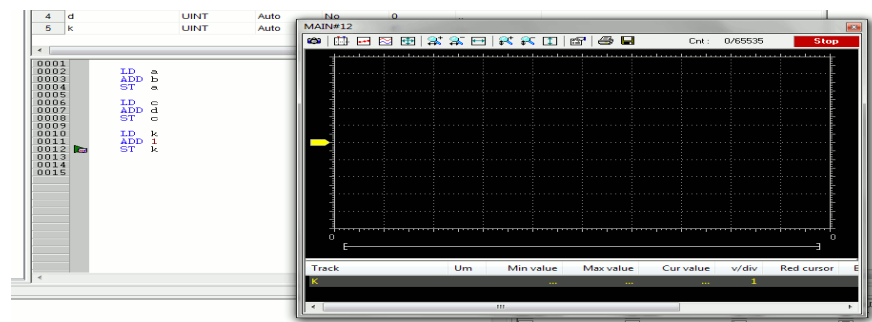 4 d UINT Auto No 0 ..
5 k UINT Auto
MAIN#12
Cnt : 0/65535 Stop
0001
0002 LD a
0003 ADD b
0004 ST a
0005
0006 LD c
0007 ADD d
0008 ST c
0009
0010 LD k
0011 ADD 1
0012 ST k
0013
0014
0015
0 0
Track Um Min value Max value Cur value v/div Red cursor
K ... ... ... 1